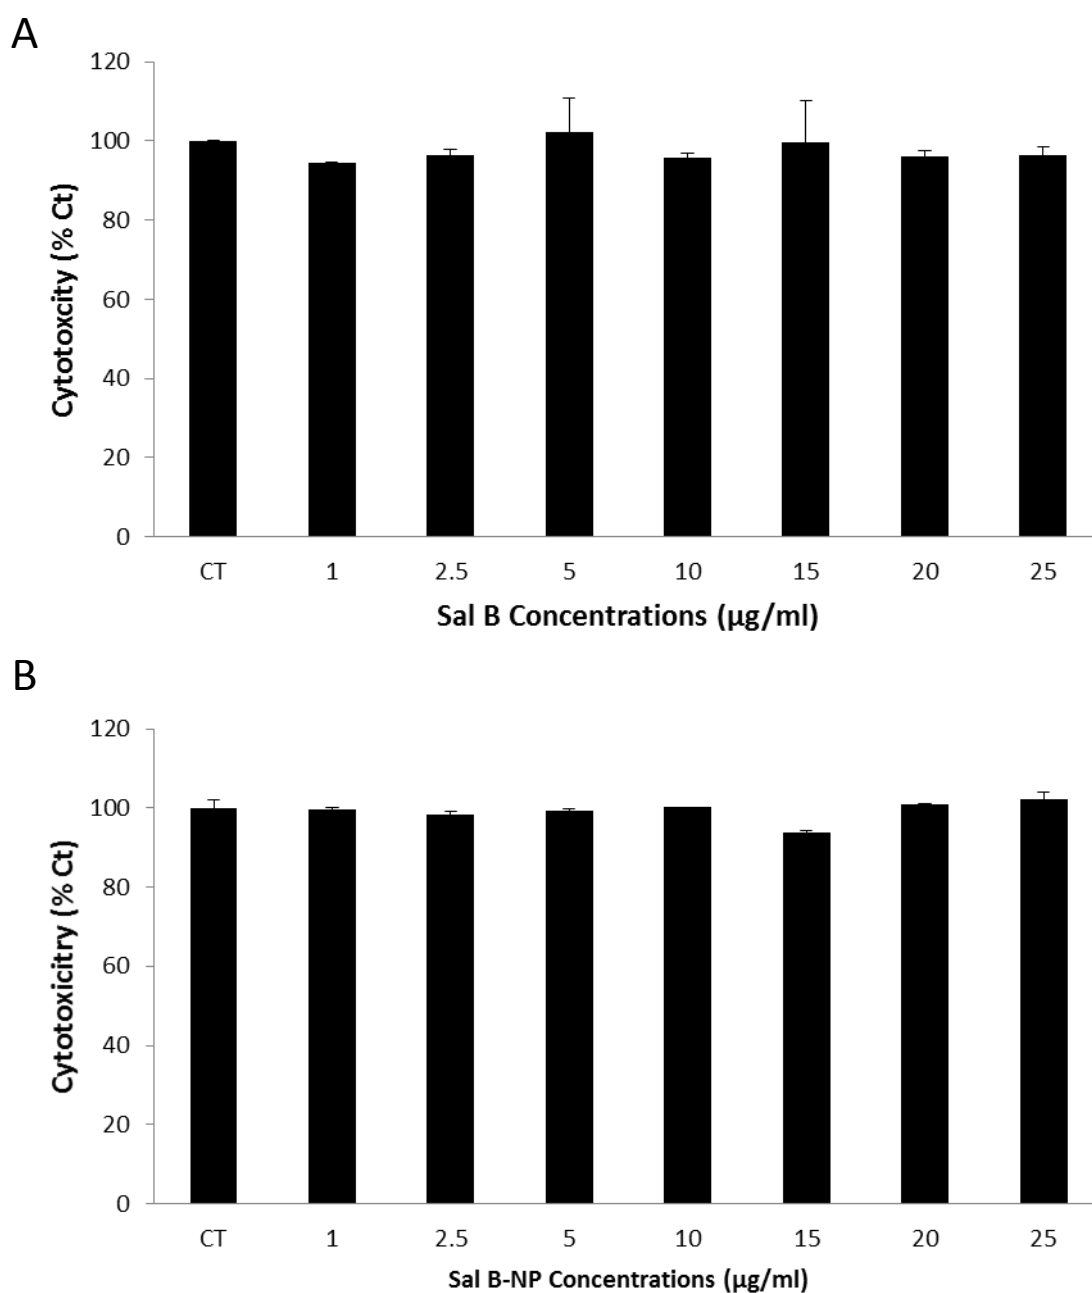 A
120
100
80
60
40
20
0
Cytotoxcity (% Ct)
CT 1 2.5 5 10 15 20 25
Sal B Concentrations (µg/ml)
B
120
100
80
60
40
20
0
Cytotoxicitry (% Ct)
CT 1 2.5 5 10 15 20 25
Sal B-NP Concentrations (µg/ml)